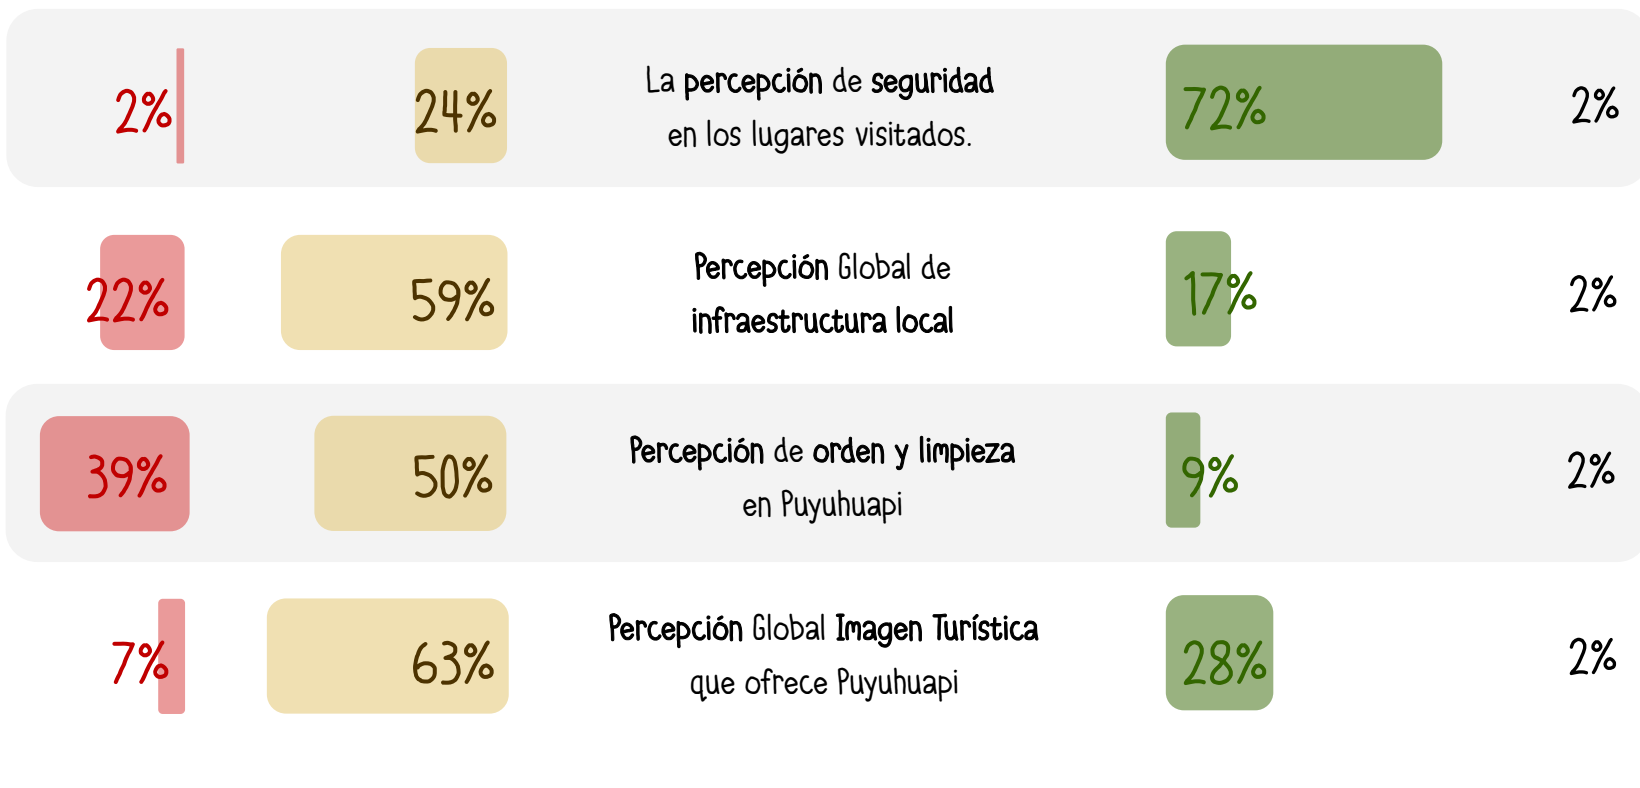 2% 24% La percepción de seguridad 72% 2%
en los lugares visitados.
22% 59% Percepción Global de 17% 2%
infraestructura local
39% 50% Percepción de orden y limpieza 9% 2%
en Puyuhuapi
7% 63% Percepción Global Imagen Turística 28% 2%
que ofrece Puyuhuapi